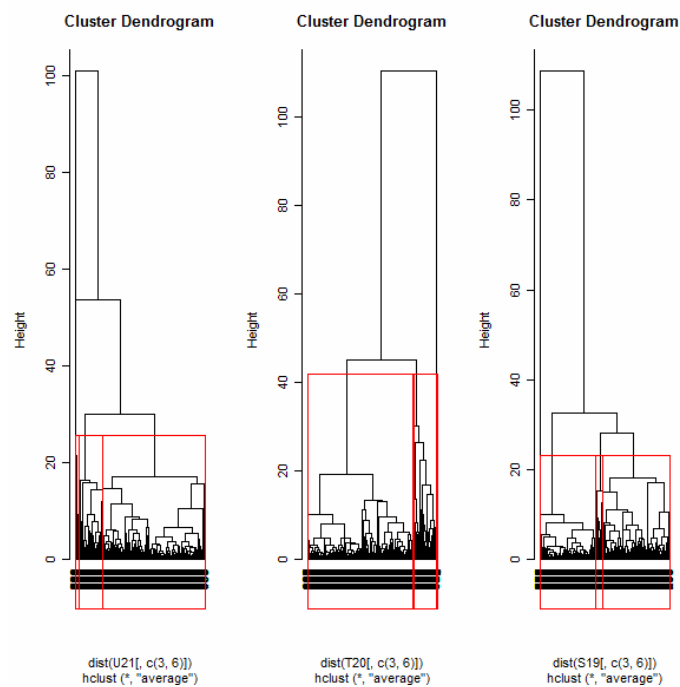 Cluster Dendrogram
Height
100
80
60
40
20
0
dist(U21[, c(3, 6)])
hclust (*, "average")
Cluster Dendrogram
Height
100
80
60
40
20
0
dist(T20[, c(3, 6)])
hclust (*, "average")
Cluster Dendrogram
Height
100
80
60
40
20
0
dist(S19[, c(3, 6)])
hclust (*, "average")